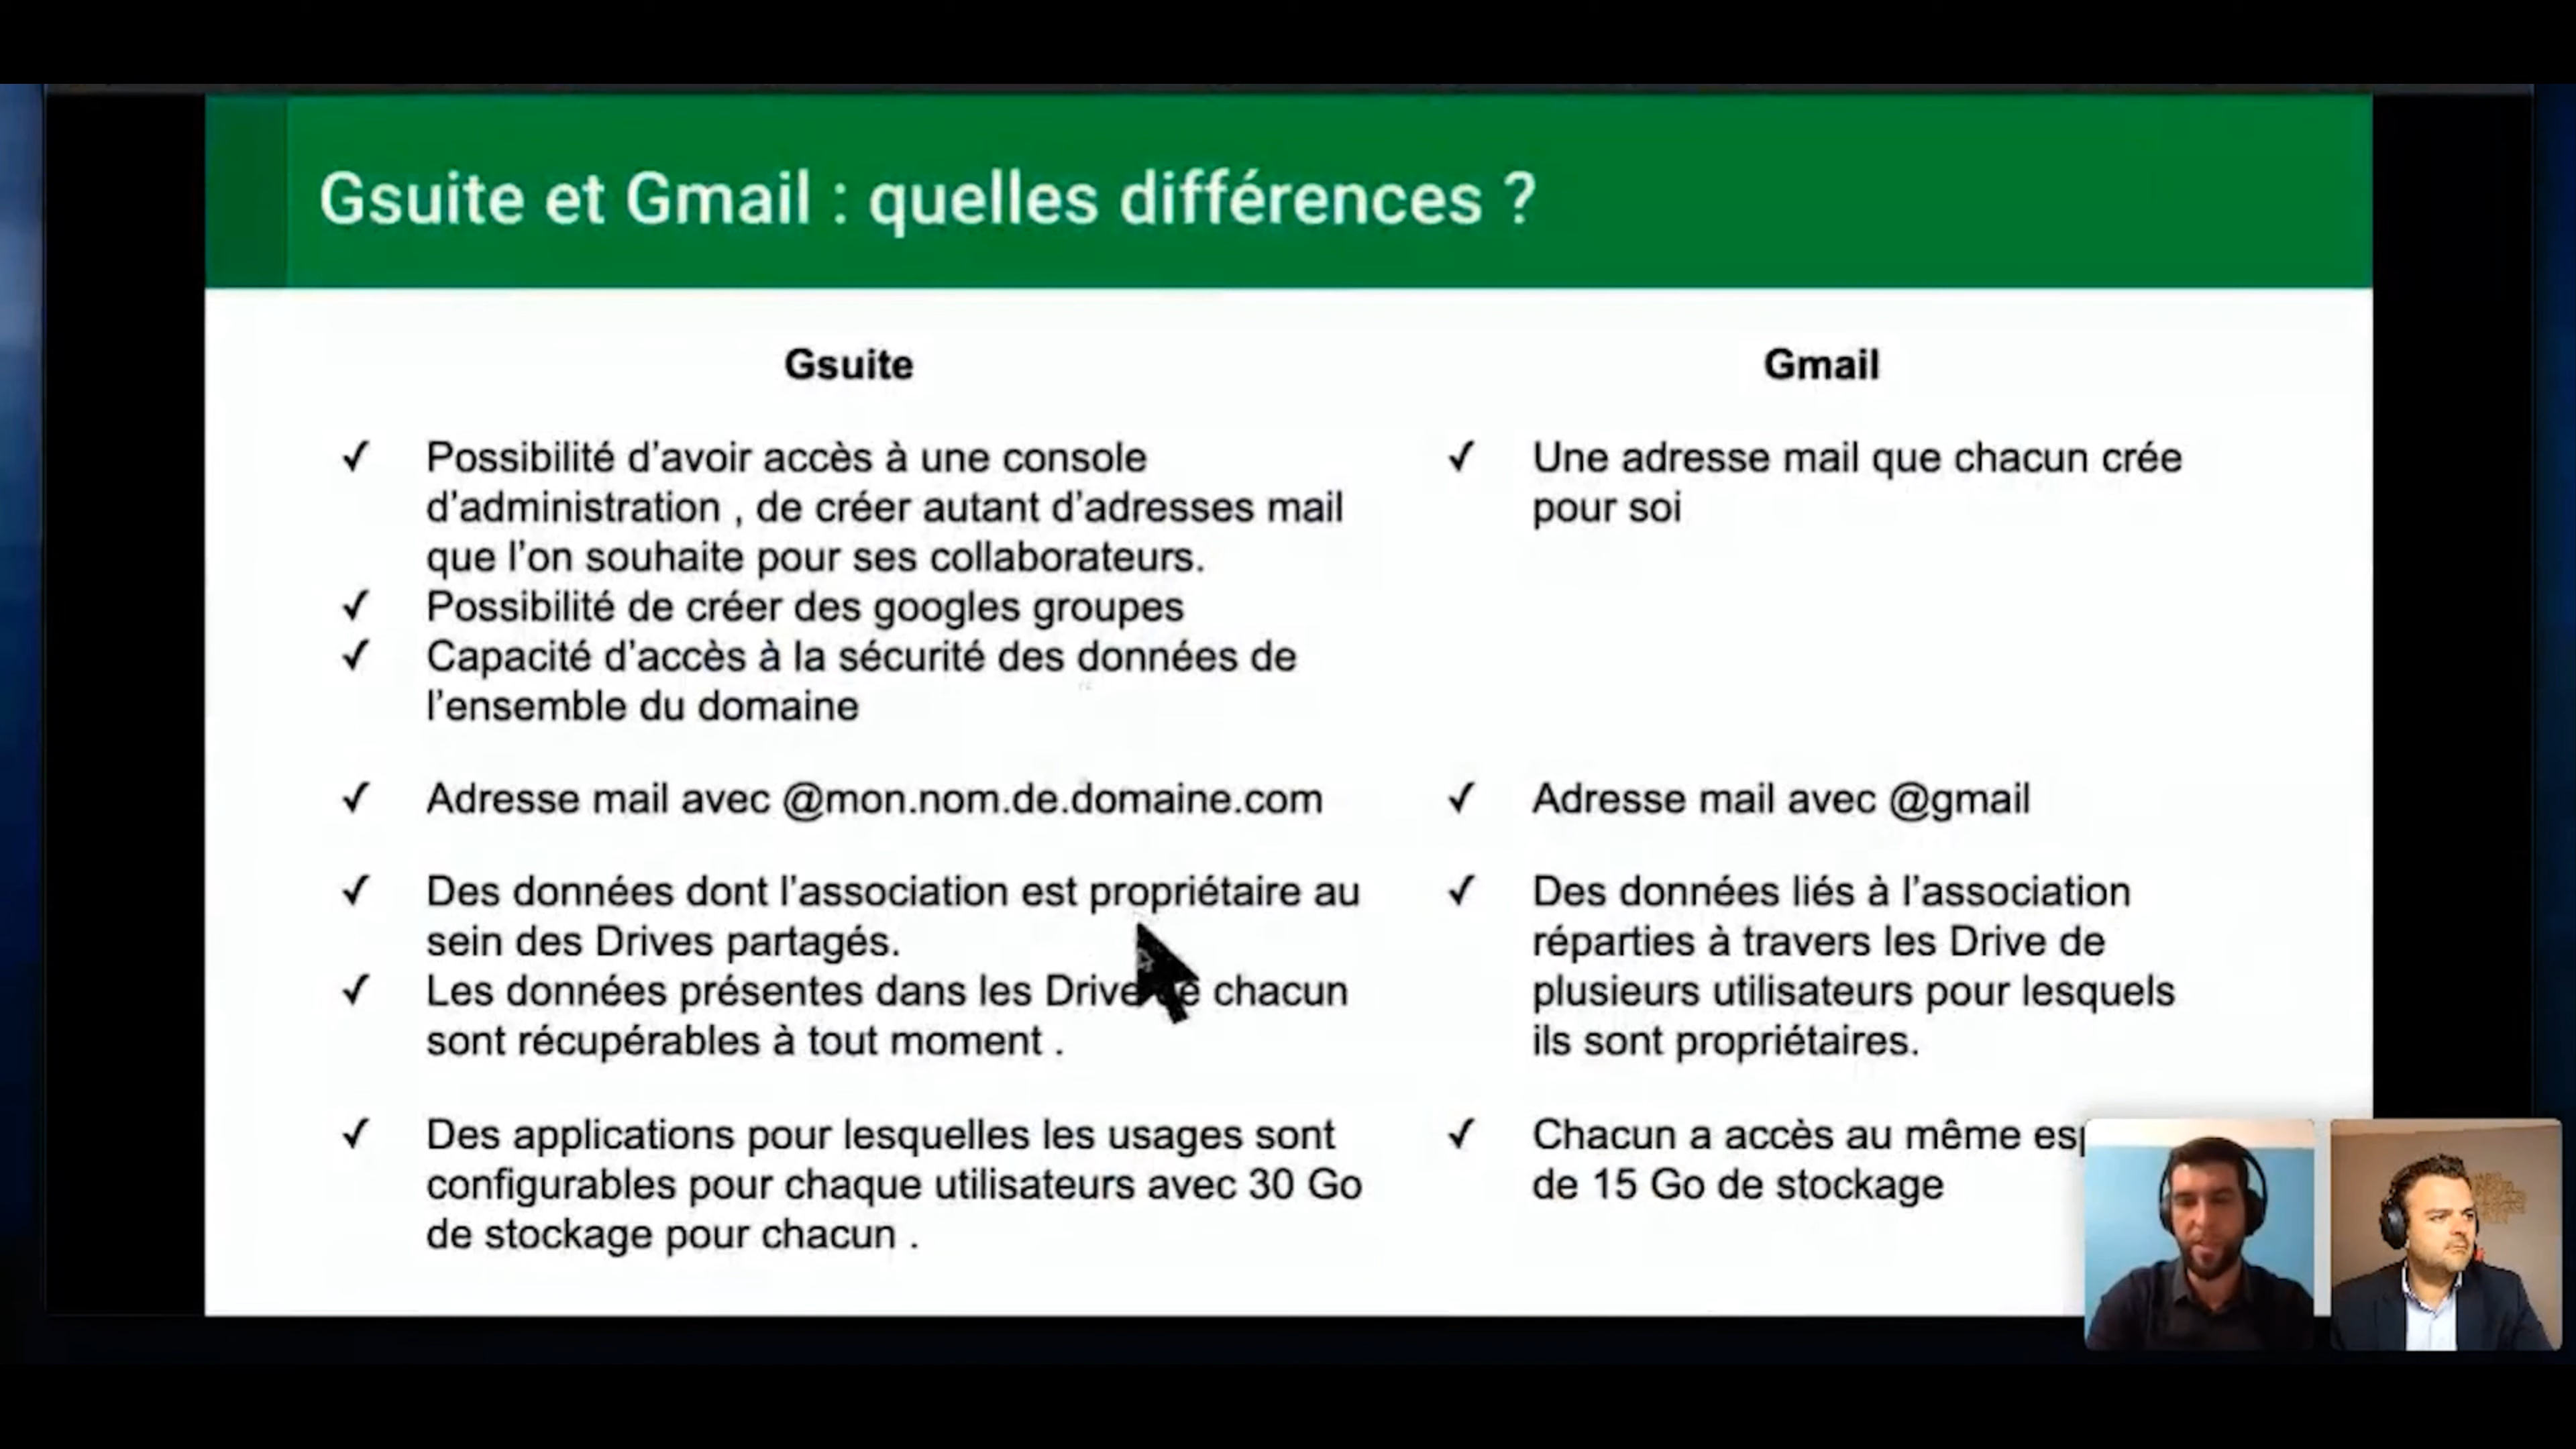 Gsuite et Gmail : quelles différences ?
Gsuite
✓ Possibilité d'avoir accès à une console
d'administration , de créer autant d'adresses mail
que l'on souhaite pour ses collaborateurs.
✓ Possibilité de créer des googles groupes
✓ Capacité d'accès à la sécurité des données de
l'ensemble du domaine
✓ Adresse mail avec @mon.nom.de.domaine.com
✓ Des données dont l'association est propriétaire au
sein des Drives partagés.
✓ Les données présentes dans les Drive de chacun
sont récupérables à tout moment .
✓ Des applications pour lesquelles les usages sont
configurables pour chaque utilisateurs avec 30 Go
de stockage pour chacun .
Gmail
✓ Une adresse mail que chacun crée
pour soi
✓ Adresse mail avec @gmail
✓ Des données liés à l'association
réparties à travers les Drive de
plusieurs utilisateurs pour lesquels
ils sont propriétaires.
✓ Chacun a accès au même
de 15 Go de stockage